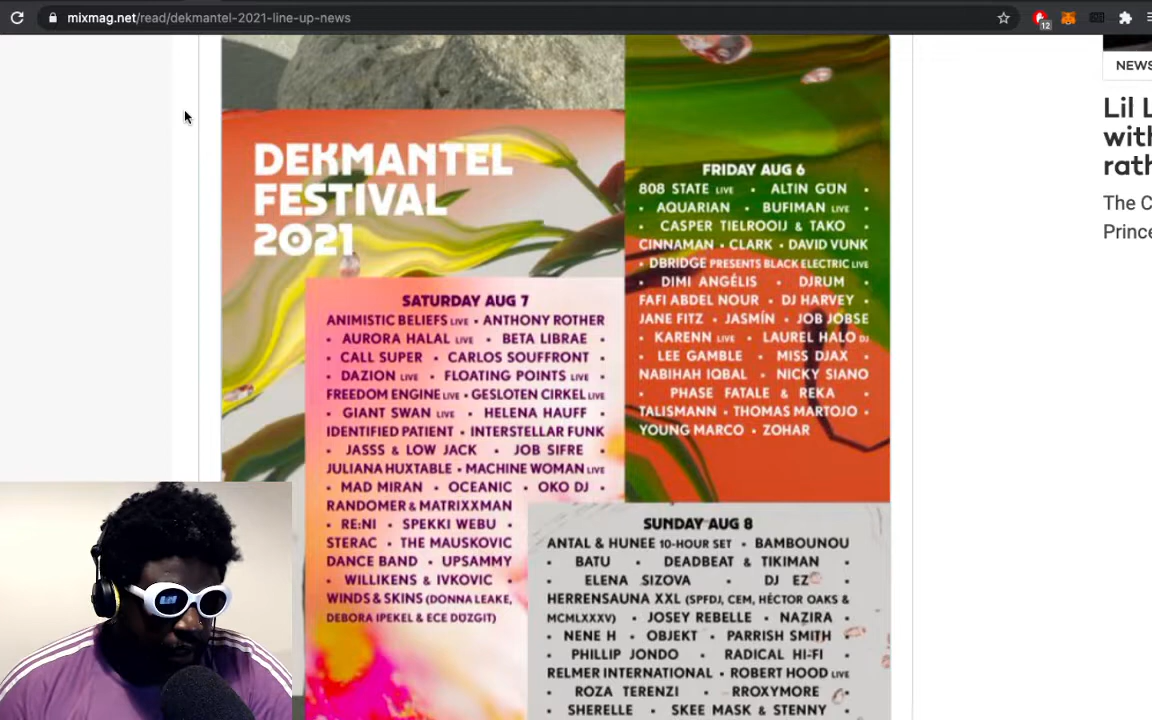 mixmag.net/read/dekmantel-2021-line-up-news
12
NEWS
Lil L
with
rath
The C
Prince
DEKMANTEL
FESTIVAL
2021
FRIDAY AUG 6
808 STATE LIVE • ALTIN GÜN •
• AQUARIAN • BUFIMAN LIVE •
• CASPER TIELROOIJ & TAKO •
CINNAMAN • CLARK • DAVID VUNK
• DBRIDGE PRESENTS BLACK ELECTRIC LIVE
• DIMI ANGÉLIS • DJRUM •
FAFI ABDEL NOUR • DJ HARVEY •
JANE FITZ • JASMÍN • JOB JOBSE
• KARENN LIVE • LAUREL HALO DJ
• LEE GAMBLE • MISS DJAX •
NABIHAH IQBAL • NICKY SIANO
• PHASE FATALE & REKA •
TALISMANN • THOMAS MARTOJO •
YOUNG MARCO • ZOHAR
SATURDAY AUG 7
ANIMISTIC BELIEFS LIVE • ANTHONY ROTHER
• AURORA HALAL LIVE • BETA LIBRAE •
• CALL SUPER • CARLOS SOUFFRONT •
• DAZION LIVE • FLOATING POINTS LIVE •
FREEDOM ENGINE LIVE • GESLOTEN CIRKEL LIVE
• GIANT SWAN LIVE • HELENA HAUFF •
IDENTIFIED PATIENT • INTERSTELLAR FUNK
• JASSS & LOW JACK • JOB SIFRE •
JULIANA HUXTABLE • MACHINE WOMAN LIVE
• MAD MIRAN • OCEANIC • OKO DJ •
RANDOMER & MATRIXXMAN
• RE:NI • SPEKKI WEBU •
STERAC • THE MAUSKOVIC
DANCE BAND • UPSAMMY
• WILLIKENS & IVKOVIC •
WINDS & SKINS (DONNA LEAKE,
DEBORA IPEKEL & ECE DÜZGIT)
SUNDAY AUG 8
ANTAL & HUNEE 10-HOUR SET • BAMBOUNOU
• BATU • DEADBEAT & TIKIMAN •
• ELENA SIZOVA • DJ EZ •
HERRENSAUNA XXL (SPFDJ, CEM, HÉCTOR OAKS &
MCMLXXXV) • JOSEY REBELLE • NAZIRA •
• NENE H • OBJEKT • PARRISH SMITH •
• PHILLIP JONDO • RADICAL HI-FI •
RELMER INTERNATIONAL • ROBERT HOOD LIVE
• ROZA TERENZI • RROXYMORE •
• SHERELLE • SKEE MASK & STENNY •